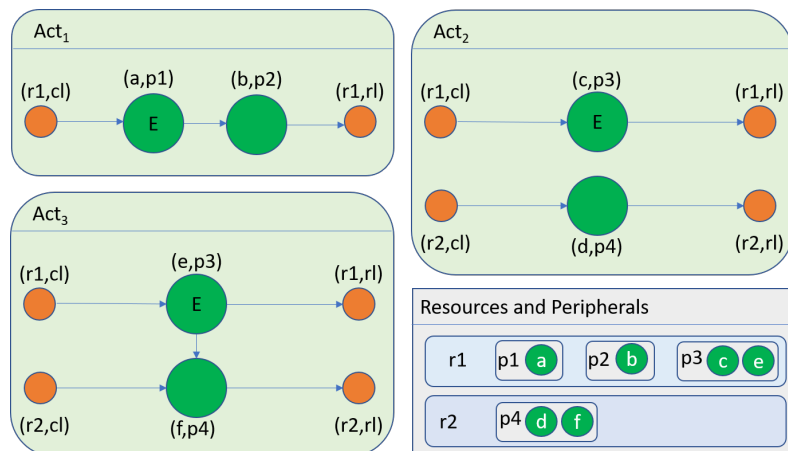 Act1
(a,p1) (b,p2)
(r1,cl) (r1,rl)
E
Act2
(c,p3)
(r1,cl) (r1,rl)
E
(r2,cl) (d,p4) (r2,rl)
Act3
(e,p3)
(r1,cl) (r1,rl)
E
(r2,cl) (f,p4) (r2,rl)
Resources and Peripherals
r1 p1 a p2 b p3 c e
r2 p4 d f